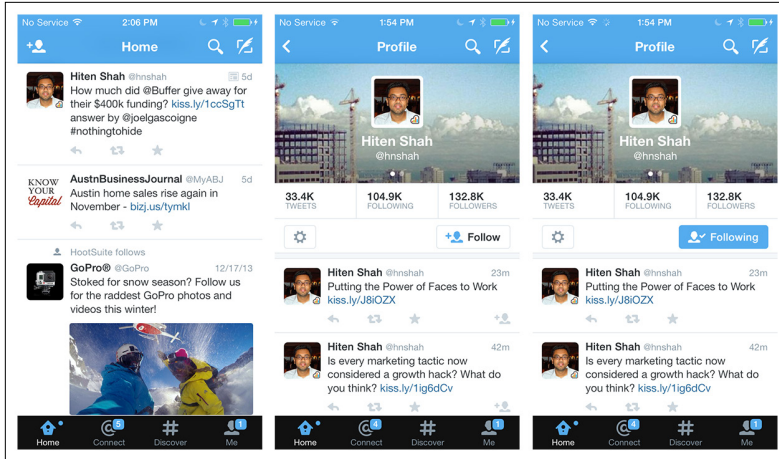 No Service 2:06 PM
Home
Hiten Shah @hnshah 5d
How much did @Buffer give away for
their $400k funding? kiss.ly/1ccSgTt
answer by @joelgascoigne
#nothingtohide
KNOW
YOUR
Capital
AustnBusinessJournal @MyABJ 5d
Austin home sales rise again in
November - bizj.us/tymkl
HootSuite follows
GoPro® @GoPro 12/17/13
Stoked for snow season? Follow us
for the raddest GoPro photos and
videos this winter!
5 1
Home Connect Discover Me
No Service 1:54 PM
Profile
Hiten Shah
@hnshah
33.4K 104.9K 132.8K
TWEETS FOLLOWING FOLLOWERS
Follow
Hiten Shah @hnshah 23m
Putting the Power of Faces to Work
kiss.ly/J8iOZX
Hiten Shah @hnshah 42m
Is every marketing tactic now
considered a growth hack? What do
you think? kiss.ly/1ig6dCv
4 1
Home Connect Discover Me
No Service 1:54 PM
Profile
Hiten Shah
@hnshah
33.4K 104.9K 132.8K
TWEETS FOLLOWING FOLLOWERS
Following
Hiten Shah @hnshah 23m
Putting the Power of Faces to Work
kiss.ly/J8iOZX
Hiten Shah @hnshah 42m
Is every marketing tactic now
considered a growth hack? What do
you think? kiss.ly/1ig6dCv
4 1
Home Connect Discover Me